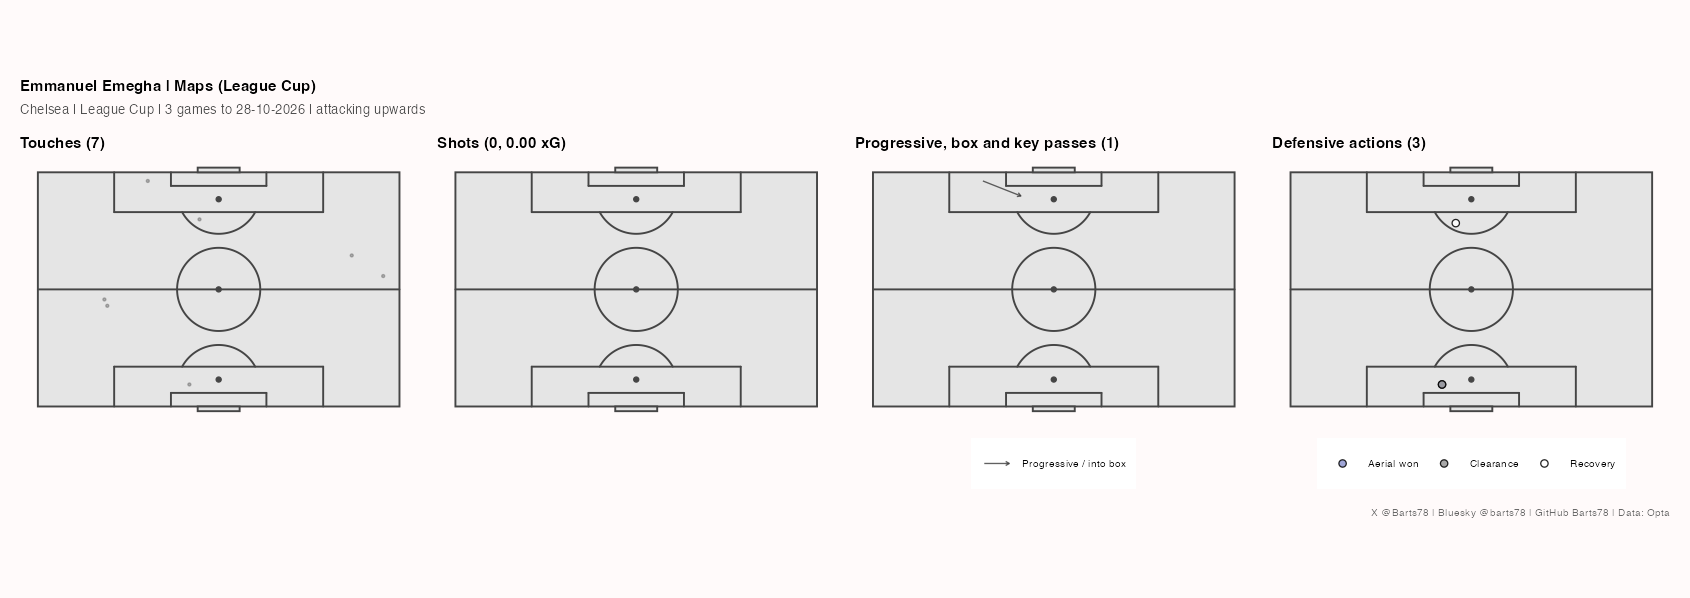 Emmanuel Emegha | Maps (League Cup)
Chelsea | League Cup | 3 games to 28-10-2026 | attacking upwards
Touches (7)
Shots (0, 0.00 xG)
Progressive, box and key passes (1)
Defensive actions (3)
Progressive / into box
Aerial won
Clearance
Recovery
X @Barts78 | Bluesky @barts78 | GitHub Barts78 | Data: Opta